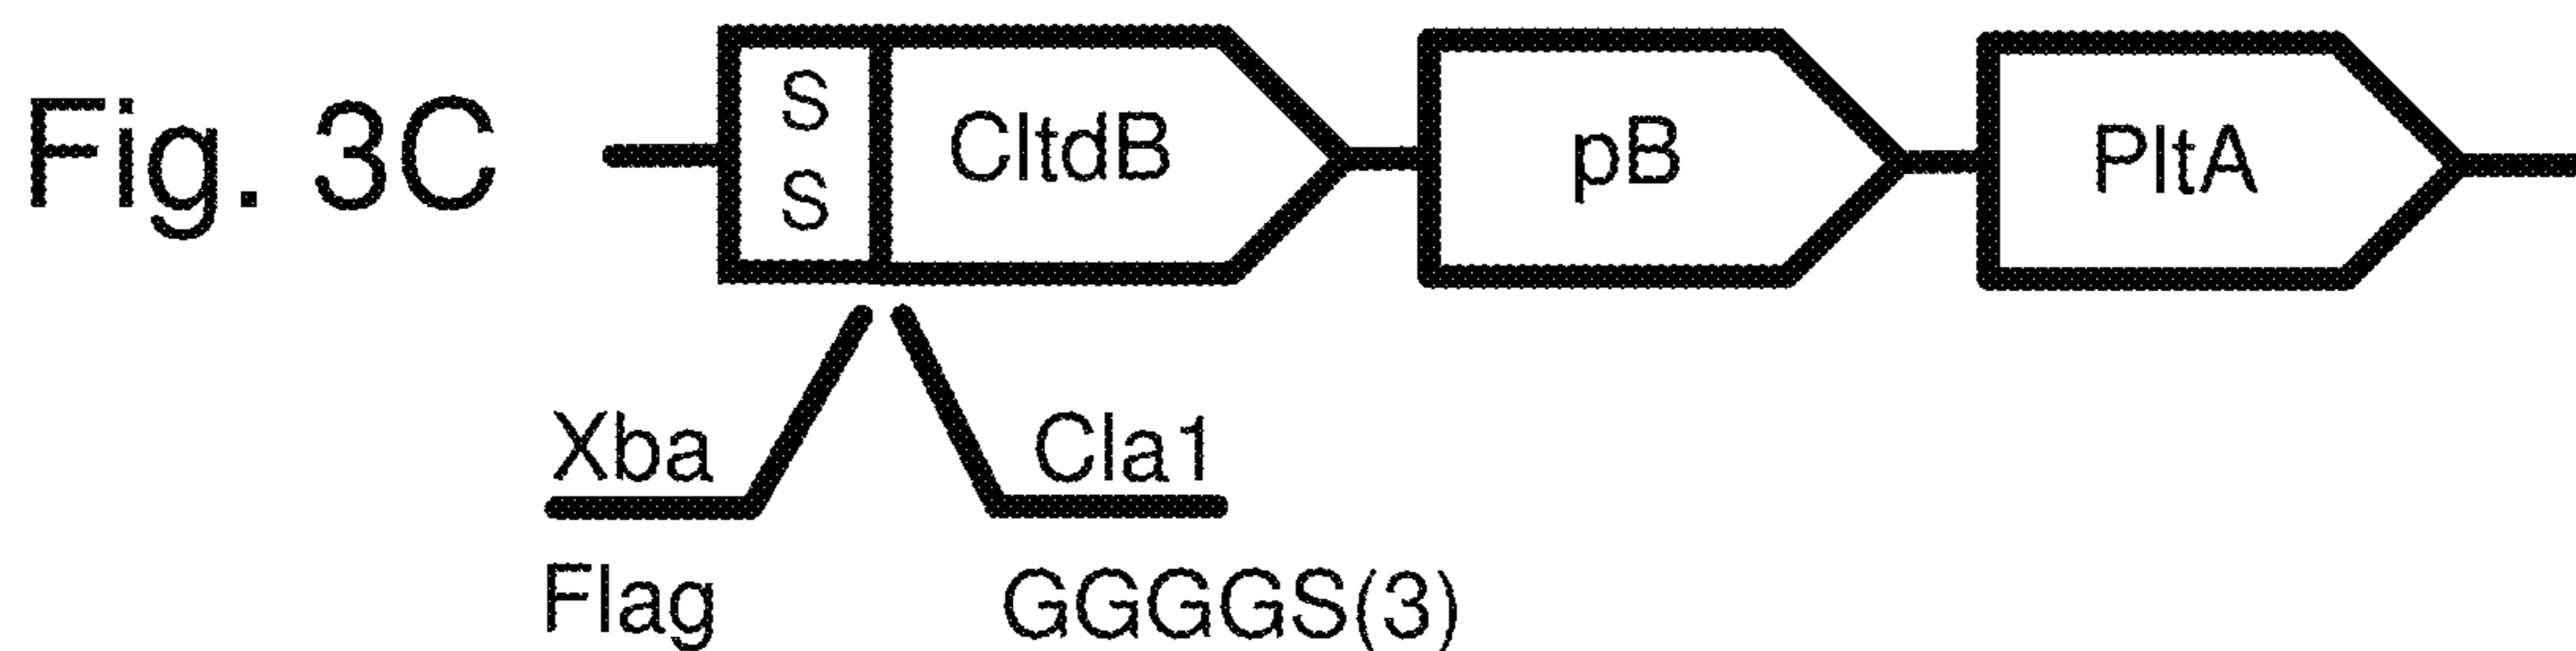 Fig. 3C
S
S
CltdB
pB
PltA
Xba
Cla1
Flag
GGGGS(3)